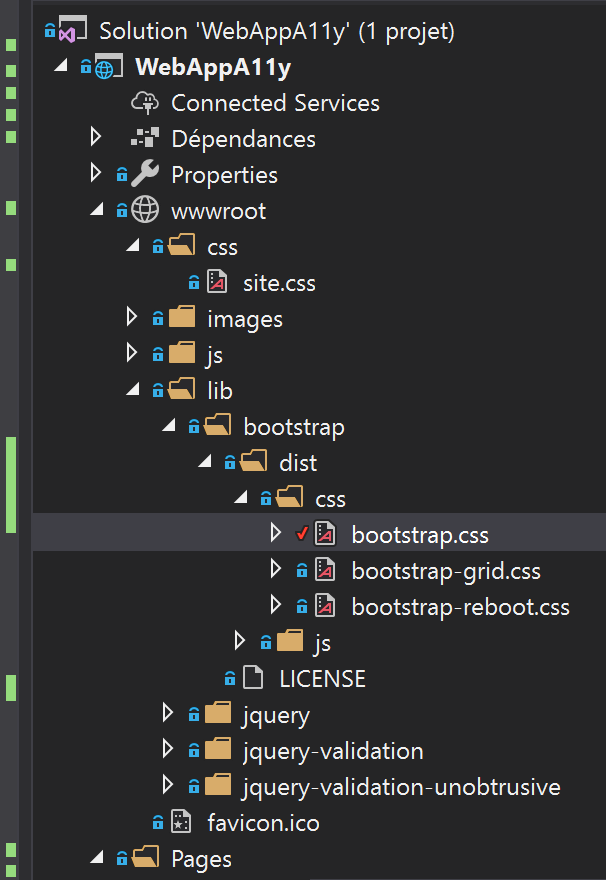 Solution 'WebAppA11y' (1 projet)
WebAppA11y
Connected Services
Dépendances
Properties
wwwroot
css
site.css
images
js
lib
bootstrap
dist
css
bootstrap.css
bootstrap-grid.css
bootstrap-reboot.css
js
LICENSE
jquery
jquery-validation
jquery-validation-unobtrusive
favicon.ico
Pages